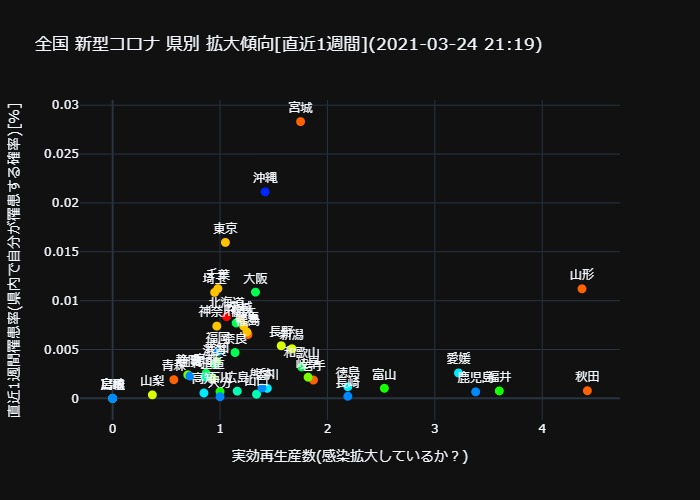 全国 新型コロナ 県別 拡大傾向[直近1週間](2021-03-24 21:19)
直近1週間罹患率(県内で自分が罹患する確率)[%]
0.03
0.025
0.02
0.015
0.01
0.005
0
宮城
沖縄
東京
千葉
埼玉
大阪
山形
北海道
神奈川
福島
長野
新潟
奈良
福岡
和歌山
岩手
青森
山梨
広島
山口
香川
大分
徳島
長崎
富山
愛媛
鹿児島
福井
秋田
0
1
2
3
4
実効再生産数(感染拡大しているか？)